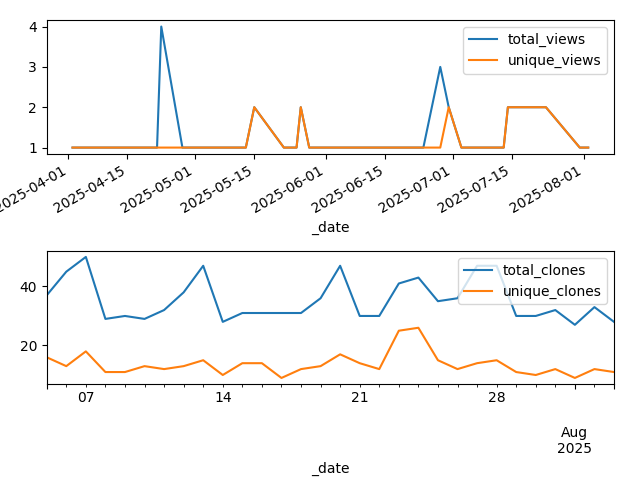 4
3
2
1
total_views
unique_views
2025-04-01
2025-04-15
2025-05-01
2025-05-15
2025-06-01
2025-06-15
2025-07-01
2025-07-15
2025-08-01
_date
40
20
total_clones
unique_clones
07
14
21
28
Aug
2025
_date